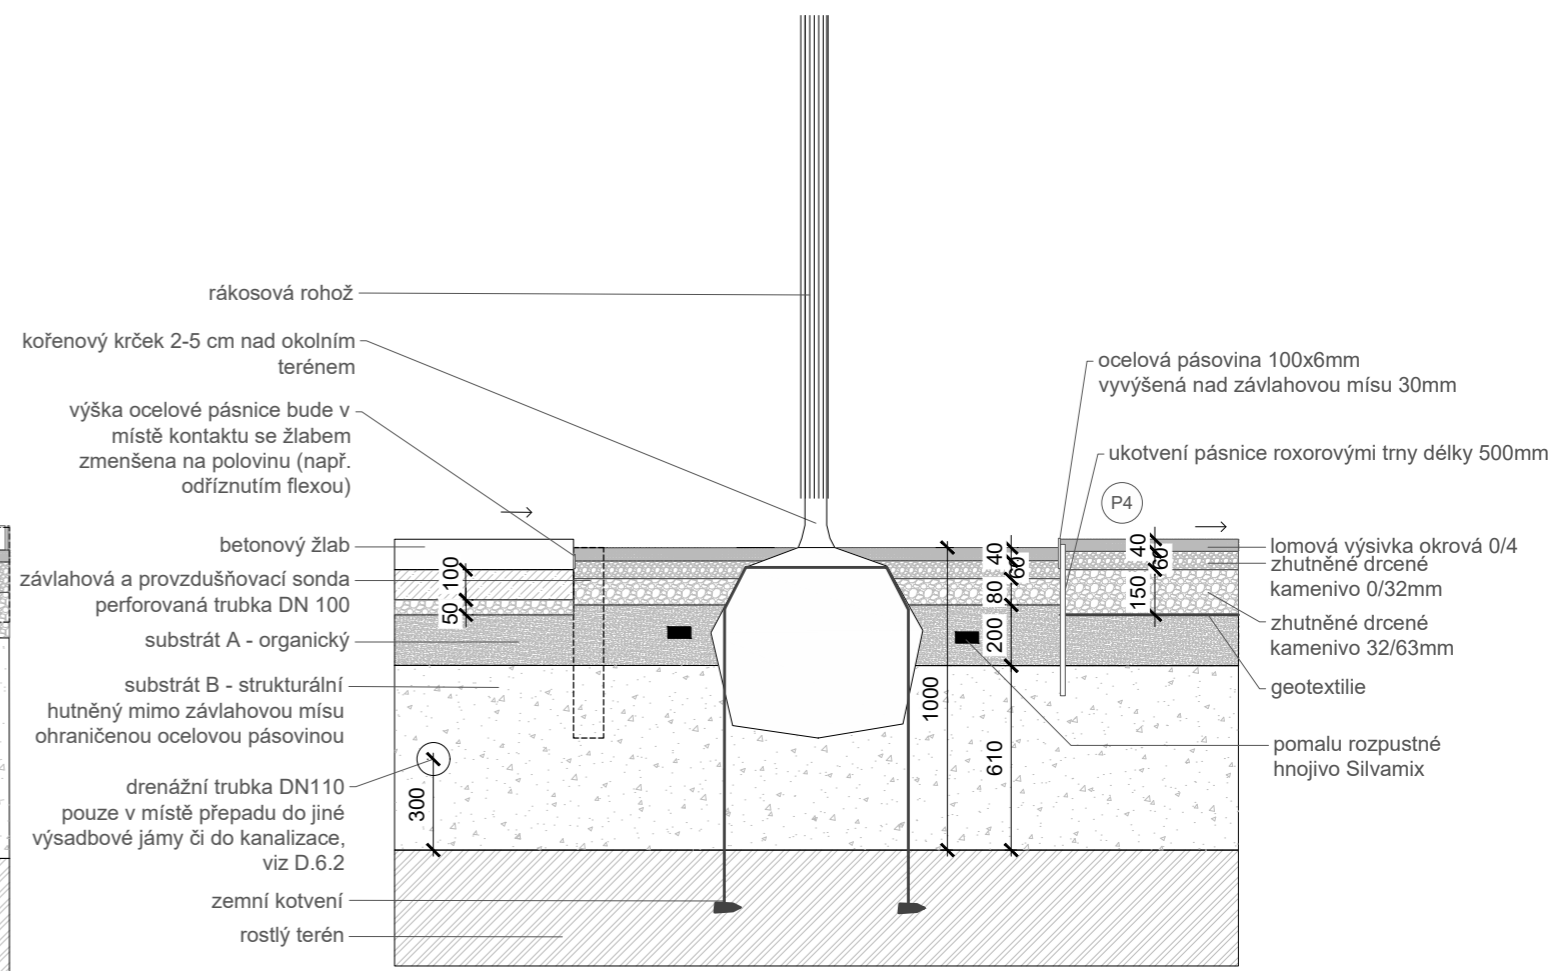 rákosová rohož
kořenový krček 2-5 cm nad okolním
terénem
výška ocelové pásnice bude v
místě kontaktu se žlabem
zmenšena na polovinu (např.
odříznutím flexou)
betonový žlab
závlahová a provzdušňovací sonda
perforovaná trubka DN 100
substrát A - organický
substrát B - strukturální
hutněný mimo závlahovou mísu
ohraničenou ocelovou pásovinou
drenážní trubka DN110
pouze v místě přepadu do jiné
výsadbové jámy či do kanalizace,
viz D.6.2
zemní kotvení
rostlý terén
100
50
300
1000
40
60
80
200
610
ocelová pásovina 100x6mm
vyvýšená nad závlahovou mísu 30mm
ukotvení pásnice roxorovými trny délky 500mm
P4
40
60
150
lomová výsivka okrová 0/4
zhutněné drcené
kamenivo 0/32mm
zhutněné drcené
kamenivo 32/63mm
geotextilie
pomalu rozpustné
hnojivo Silvamix